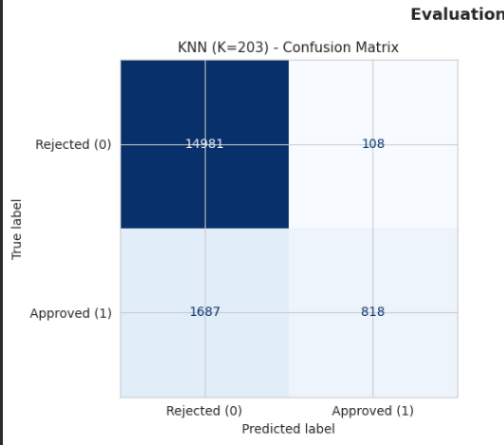 Evaluation
KNN (K=203) - Confusion Matrix
Rejected (0)
14981
108
True label
Approved (1)
1687
818
Rejected (0)
Approved (1)
Predicted label